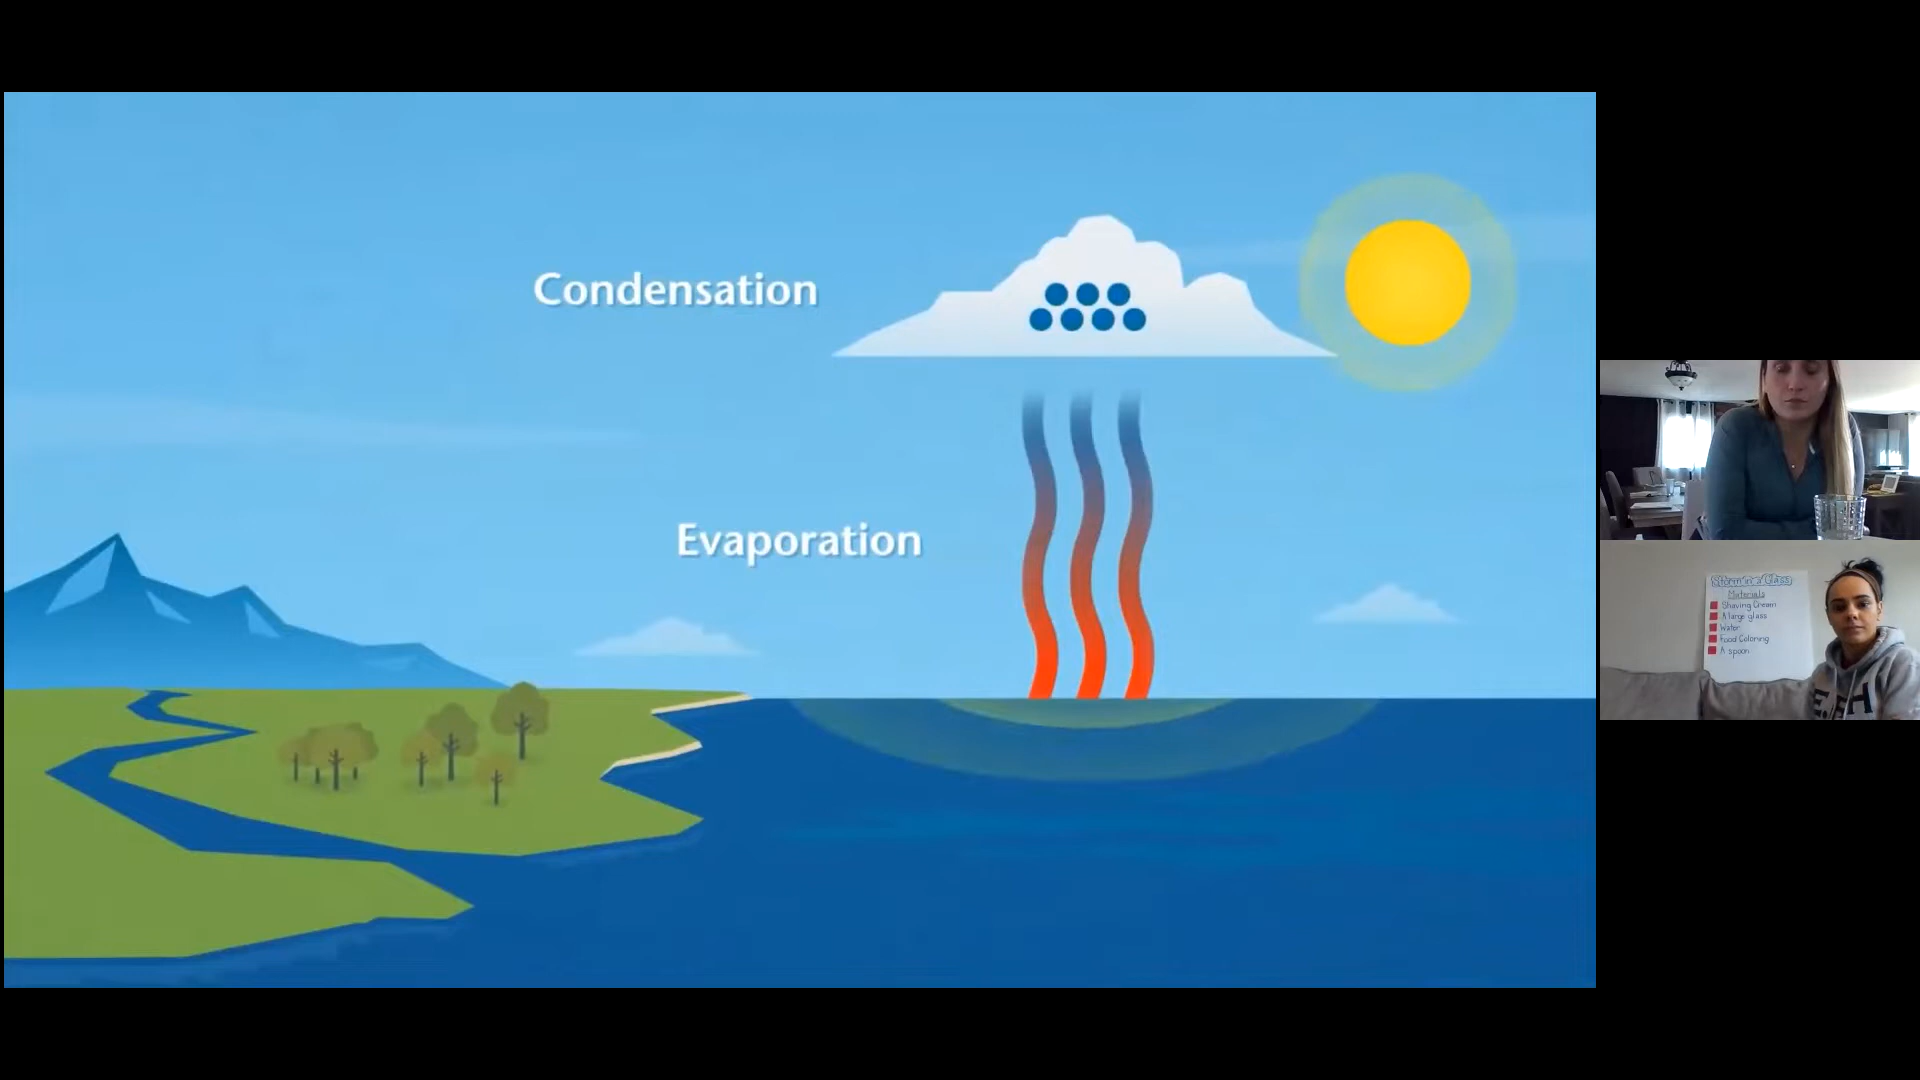 Condensation
Evaporation
Storm in a Glass
Materials
Shaving Cream
A large glass
Water
Food Coloring
A spoon